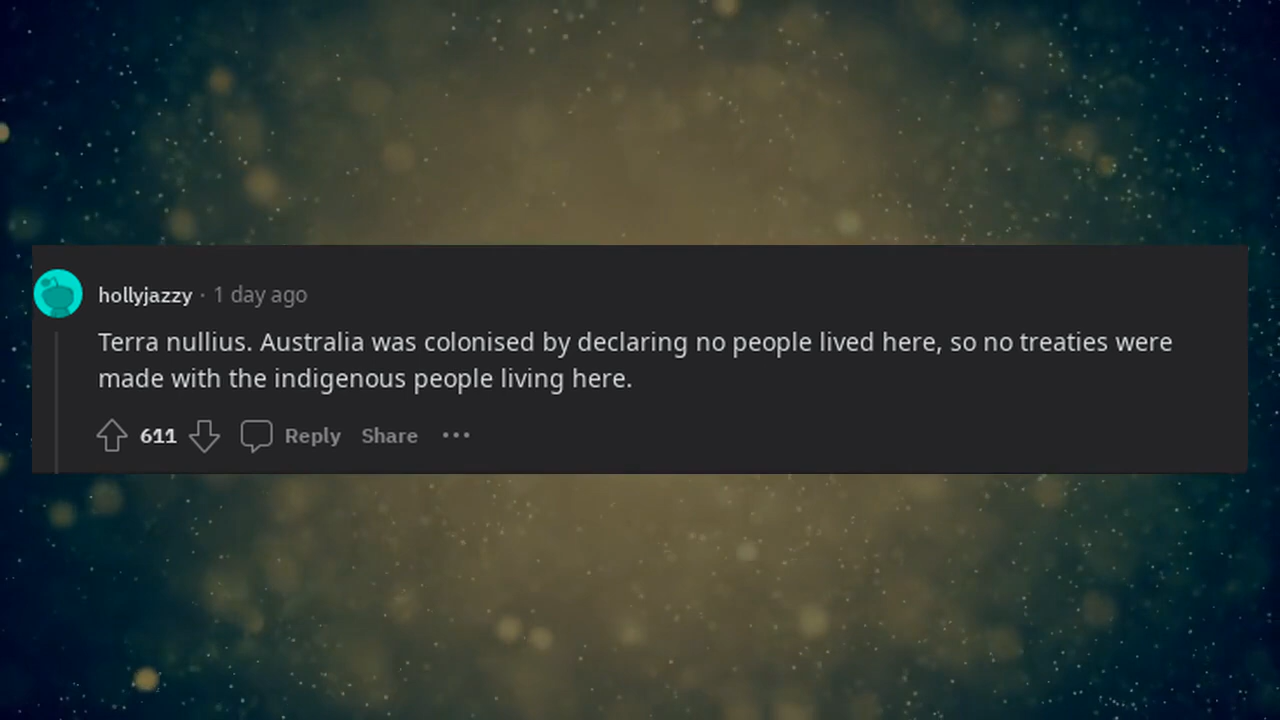 hollyjazzy · 1 day ago
Terra nullius. Australia was colonised by declaring no people lived here, so no treaties were
made with the indigenous people living here.
611 Reply Share •••